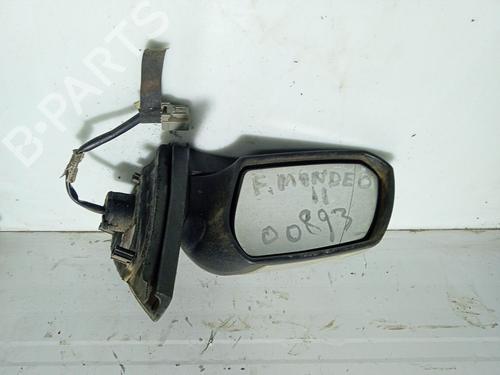 B-PARTS
F. MONDEO
II
00893